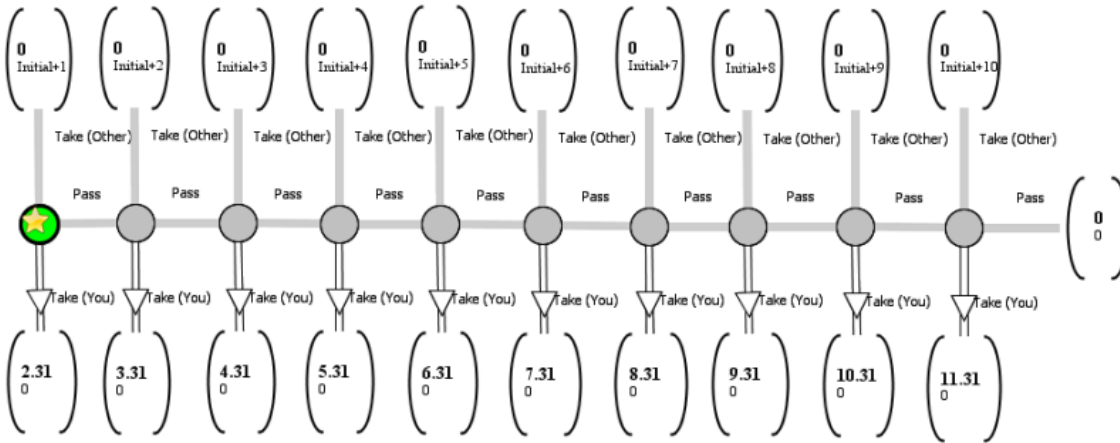 0 0 0 0 0 0 0 0 0 0
Initial+1 Initial+2 Initial+3 Initial+4 Initial+5 Initial+6 Initial+7 Initial+8 Initial+9 Initial+10
Take (Other) Take (Other) Take (Other) Take (Other) Take (Other) Take (Other) Take (Other) Take (Other) Take (Other) Take (Other)
Pass Pass Pass Pass Pass Pass Pass Pass Pass Pass
0
0
Take (You) Take (You) Take (You) Take (You) Take (You) Take (You) Take (You) Take (You) Take (You) Take (You)
2.31 3.31 4.31 5.31 6.31 7.31 8.31 9.31 10.31 11.31
0 0 0 0 0 0 0 0 0 0